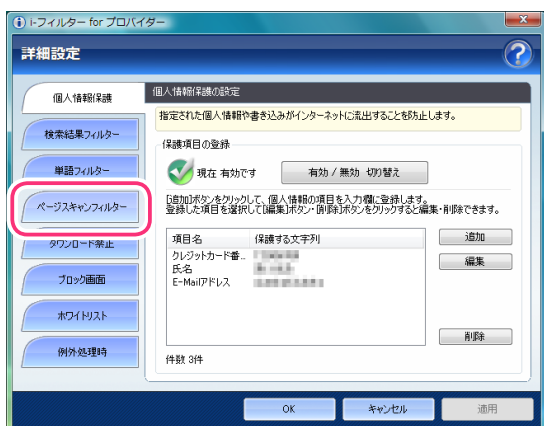 i-フィルター for プロバイダー
詳細設定
個人情報保護
検索結果フィルター
単語フィルター
ページスキャンフィルター
ダウンロード禁止
ブロック画面
ホワイトリスト
例外処理時
個人情報保護の設定
指定された個人情報や書き込みがインターネットに流出することを防止します。
保護項目の登録
現在 有効です
有効 / 無効 切り替え
[追加]ボタンをクリックして、個人情報の項目を入力欄に登録します。
登録した項目を選択して[編集]ボタン・[削除]ボタンをクリックすると編集・削除できます。
項目名 保護する文字列
クレジットカード番...
氏名
E-Mailアドレス
追加
編集
削除
件数 3件
OK キャンセル 適用